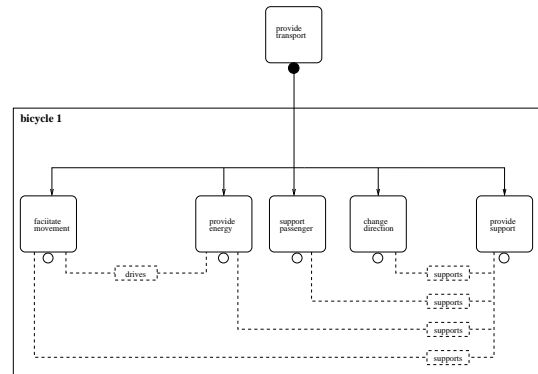 provide
transport
bicycle 1
faciitate
movement
provide
energy
support
passenger
change
direction
provide
support
drives
supports
supports
supports
supports